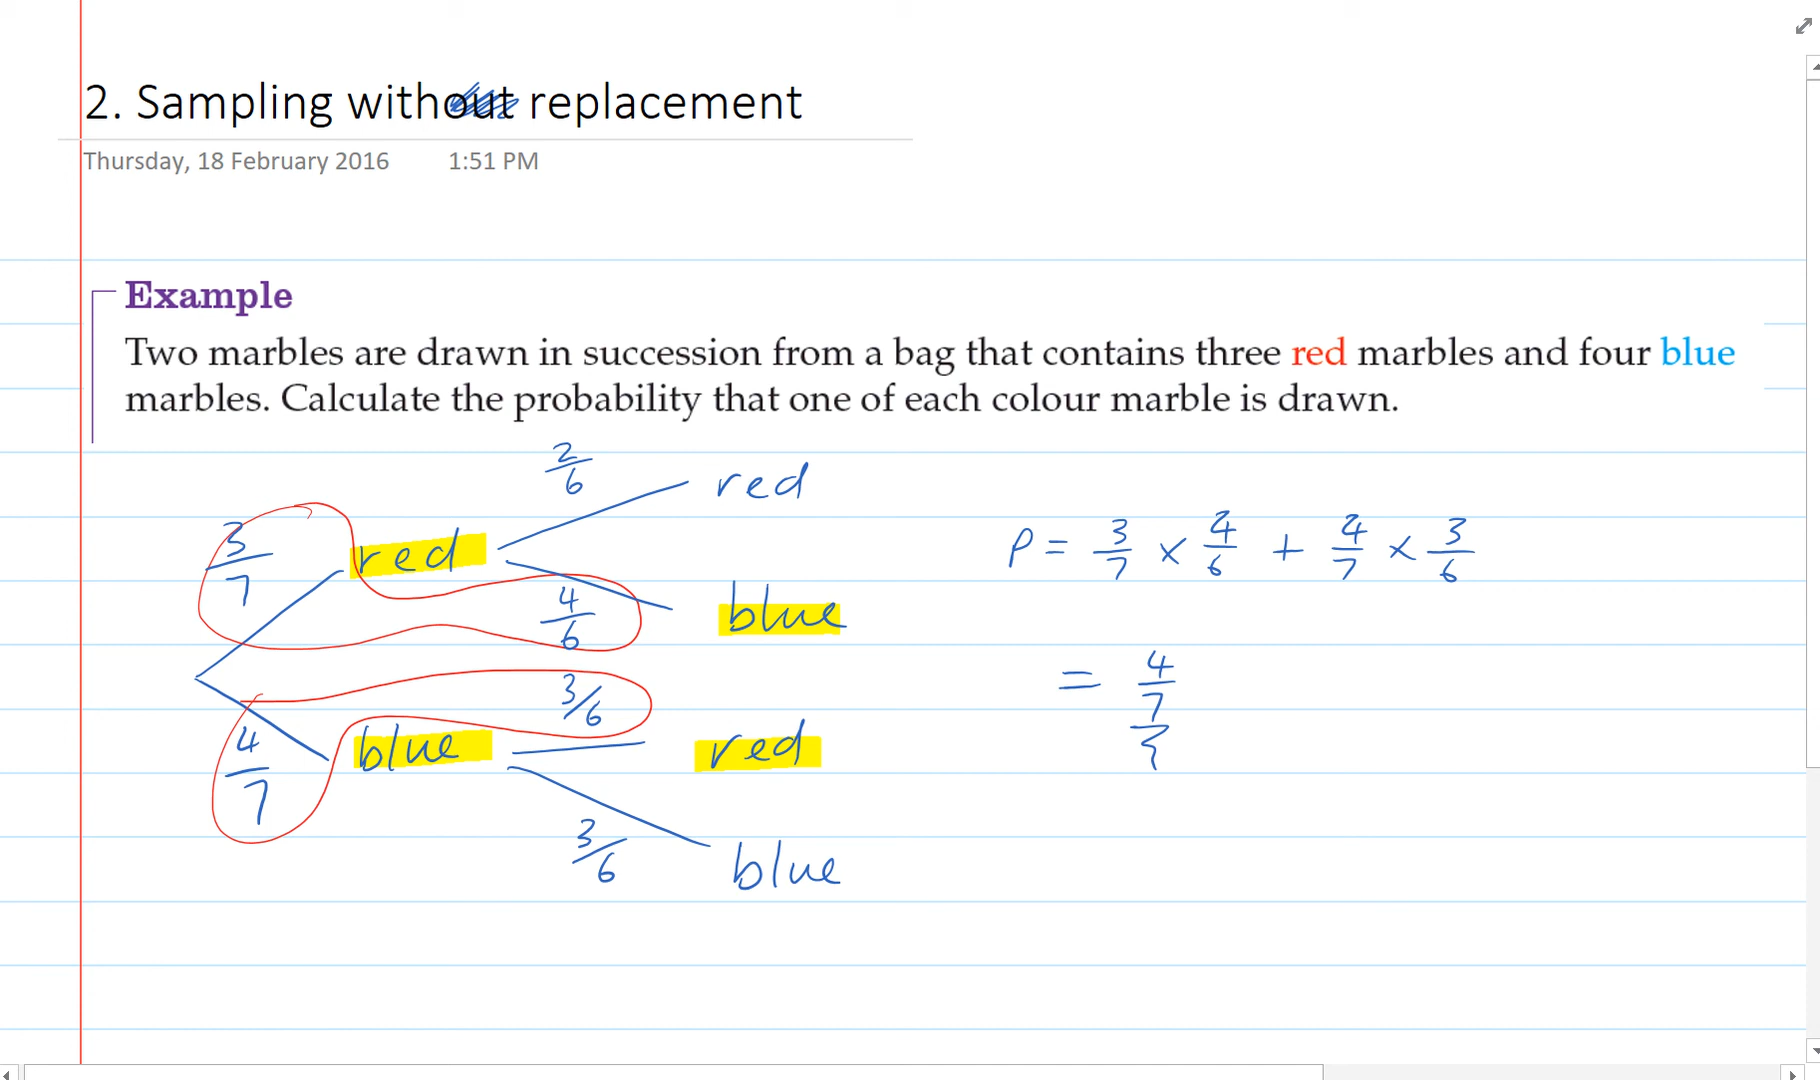 2. Sampling without replacement
Thursday, 18 February 2016 1:51 PM
Example
Two marbles are drawn in succession from a bag that contains three red marbles and four blue
marbles. Calculate the probability that one of each colour marble is drawn.
2/6 red
3/7 red
4/6 blue
P = 3/7 × 4/6 + 4/7 × 3/6
= 4/7
3/6
4/7 blue red
3/6 blue